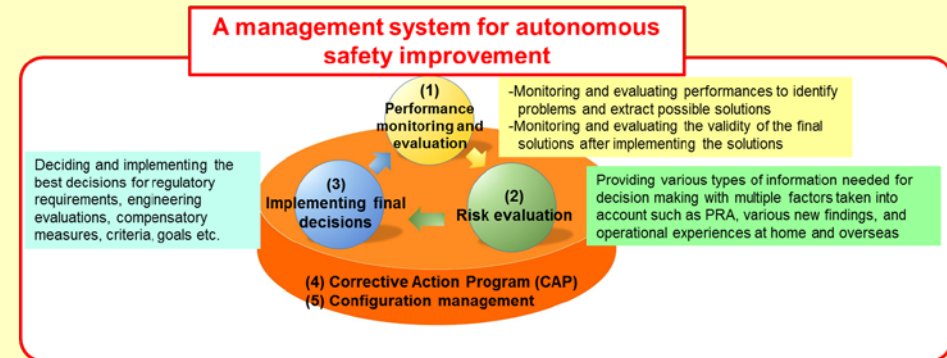 A management system for autonomous
safety improvement
(1)
Performance
monitoring and
evaluation
-Monitoring and evaluating performances to identify
problems and extract possible solutions
-Monitoring and evaluating the validity of the final
solutions after implementing the solutions
Deciding and implementing the
best decisions for regulatory
requirements, engineering
evaluations, compensatory
measures, criteria, goals etc.
(3)
Implementing final
decisions
(2)
Risk evaluation
Providing various types of information needed for
decision making with multiple factors taken into
account such as PRA, various new findings, and
operational experiences at home and overseas
(4) Corrective Action Program (CAP)
(5) Configuration management